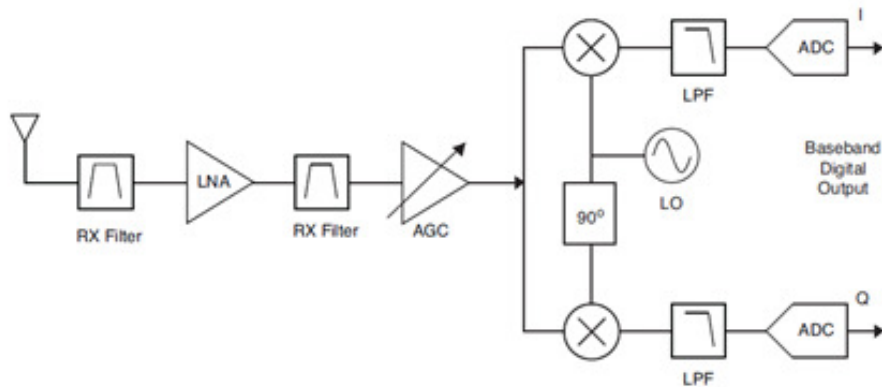 I
ADC
LPF
LNA
RX Filter
RX Filter
AGC
LO
90°
Baseband
Digital
Output
Q
ADC
LPF